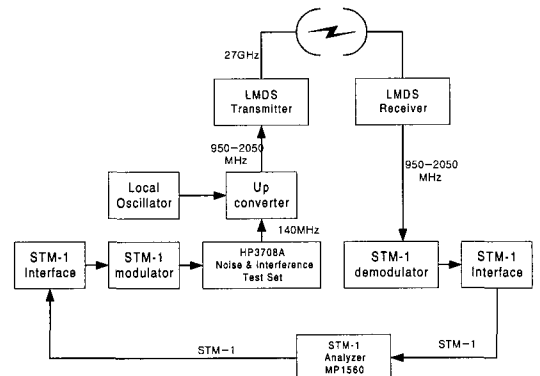 27GHz
LMDS
Transmitter
LMDS
Receiver
950-2050
MHz
950-2050
MHz
Local
Oscillator
Up
converter
140MHz
STM-1
Interface
STM-1
modulator
HP3708A
Noise & Interference
Test Set
STM-1
demodulator
STM-1
Interface
STM-1
STM-1
Analyzer
MP1560
STM-1